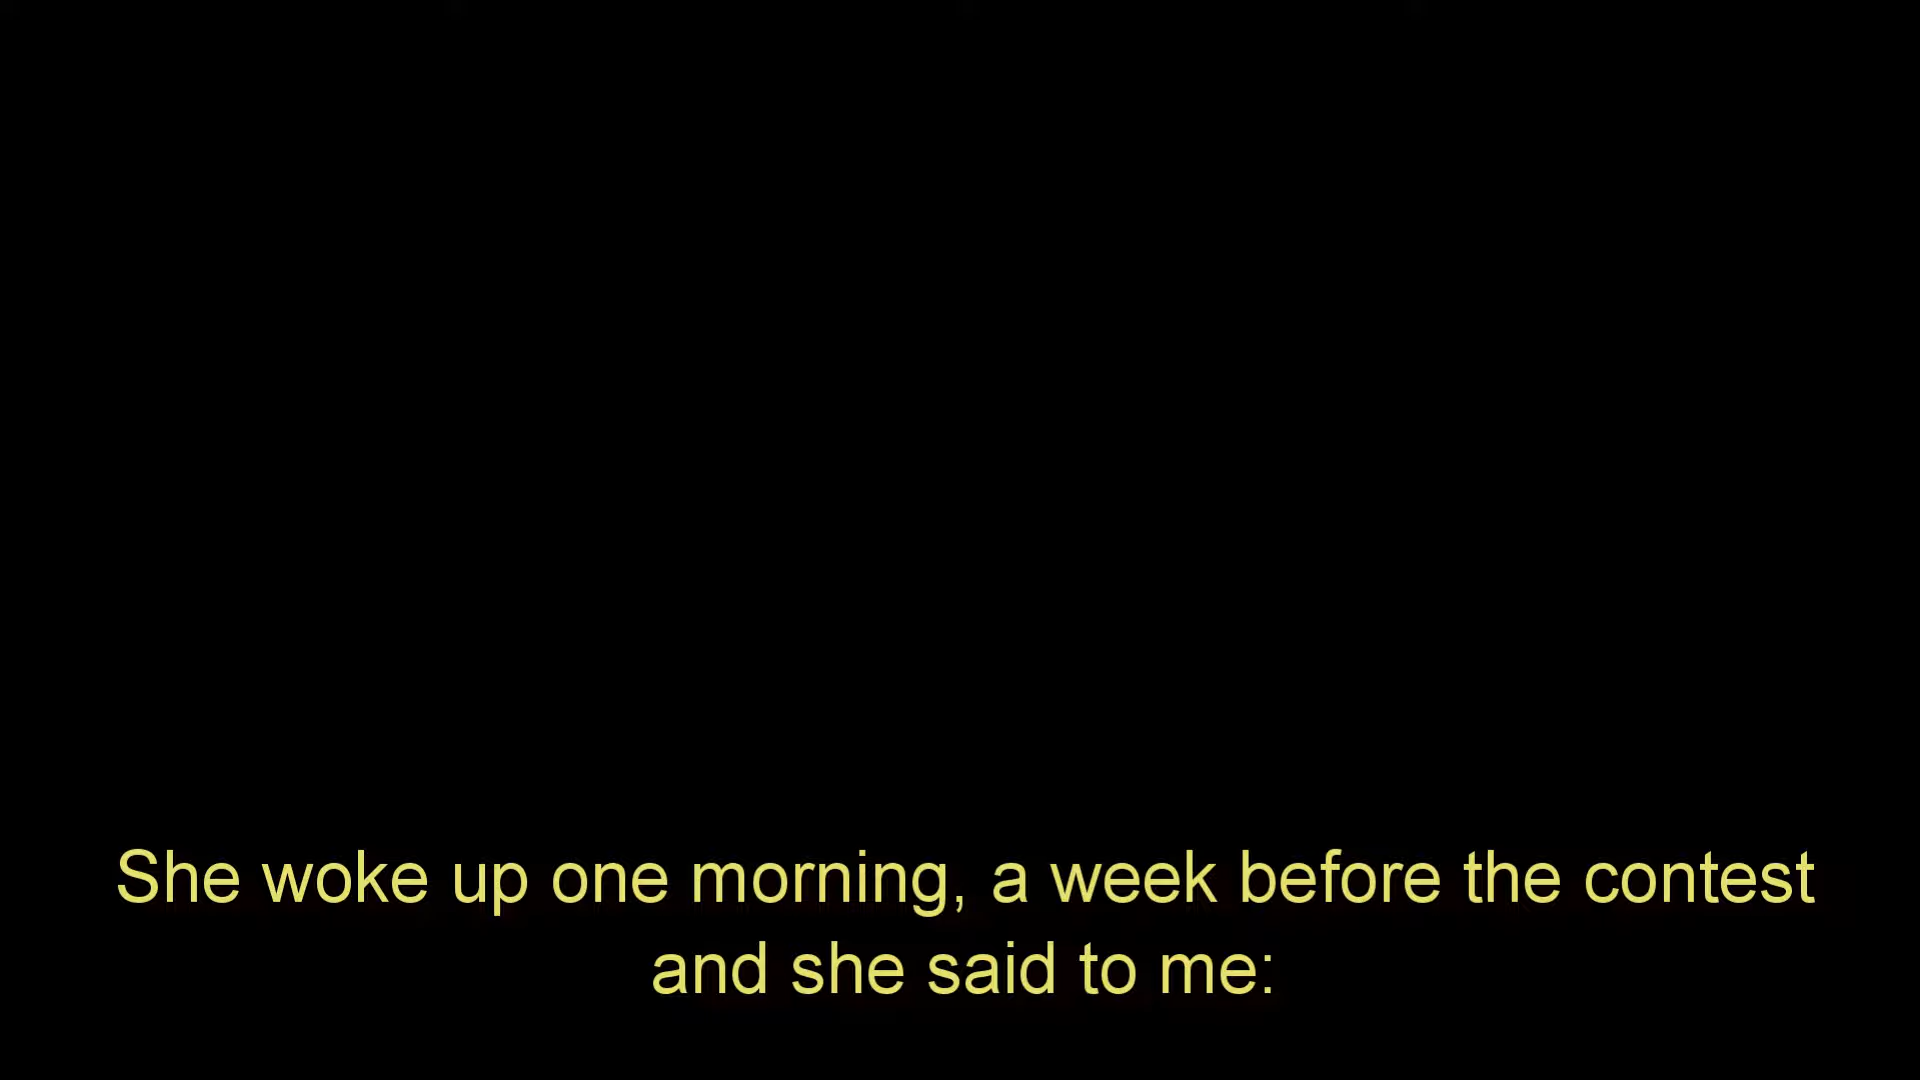 She woke up one morning, a week before the contest
and she said to me: